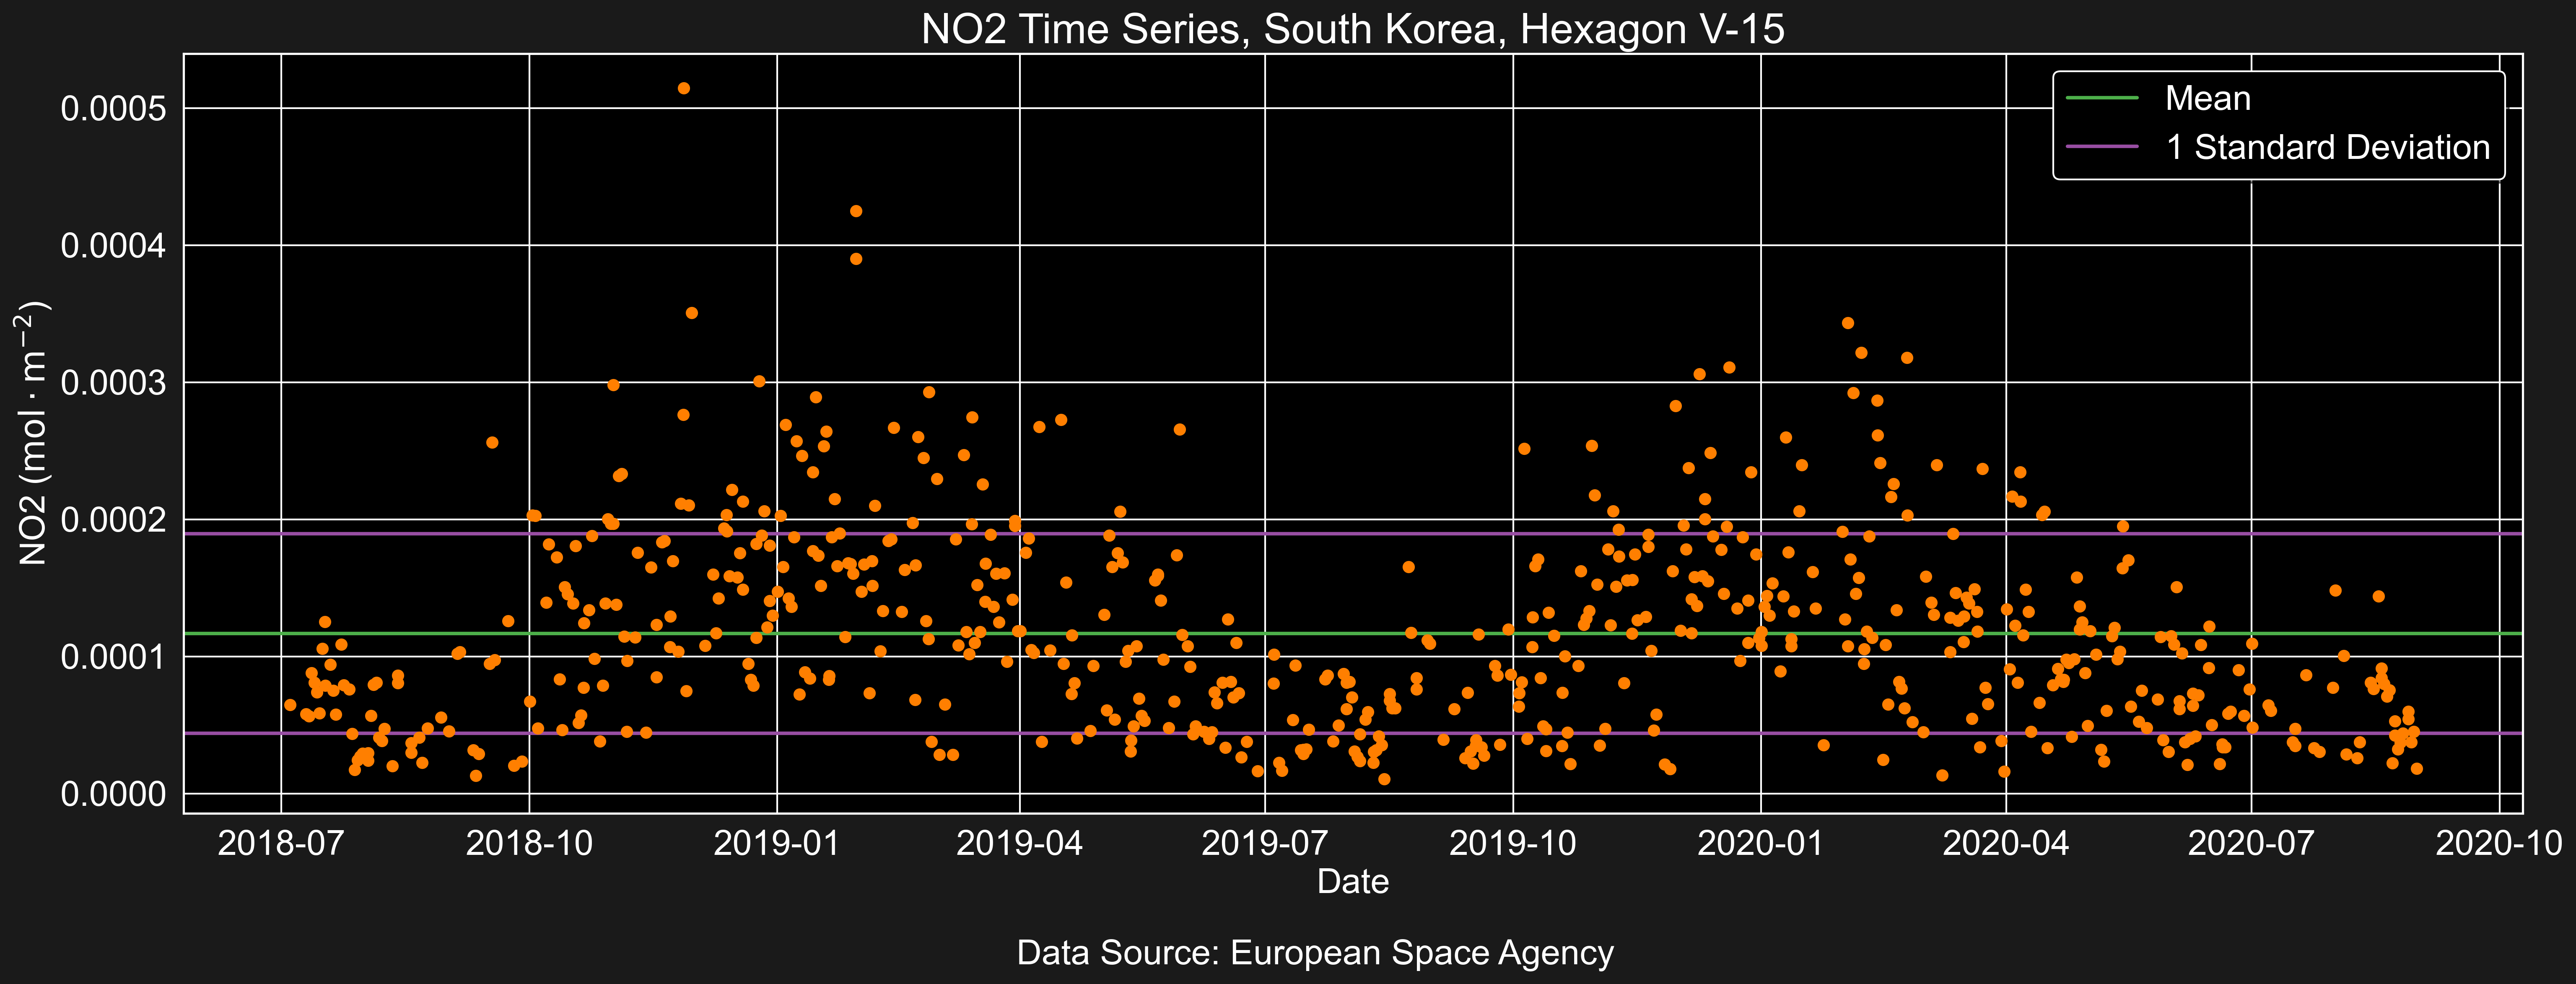 NO2 Time Series, South Korea, Hexagon V-15
Mean
1 Standard Deviation
NO2 (mol · m⁻²)
0.0005
0.0004
0.0003
0.0002
0.0001
0.0000
2018-07 2018-10 2019-01 2019-04 2019-07 2019-10 2020-01 2020-04 2020-07 2020-10
Date
Data Source: European Space Agency